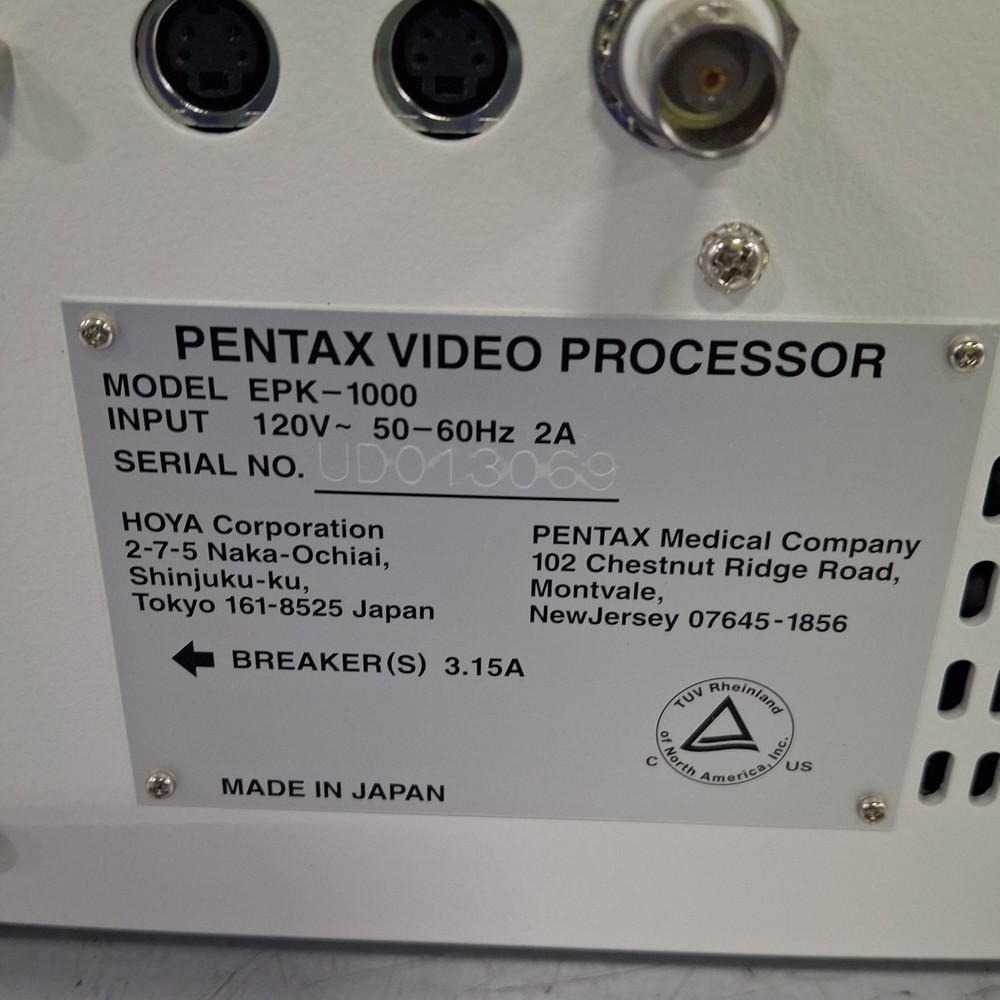 PENTAX VIDEO PROCESSOR
MODEL EPK-1000
INPUT 120V~ 50-60Hz 2A
SERIAL NO. UD013069
HOYA Corporation
2-7-5 Naka-Ochiai,
Shinjuku-ku,
Tokyo 161-8525 Japan
PENTAX Medical Company
102 Chestnut Ridge Road,
Montvale,
NewJersey 07645-1856
BREAKER(S) 3.15A
TUV Rheinland
of North America, Inc.
C US
MADE IN JAPAN